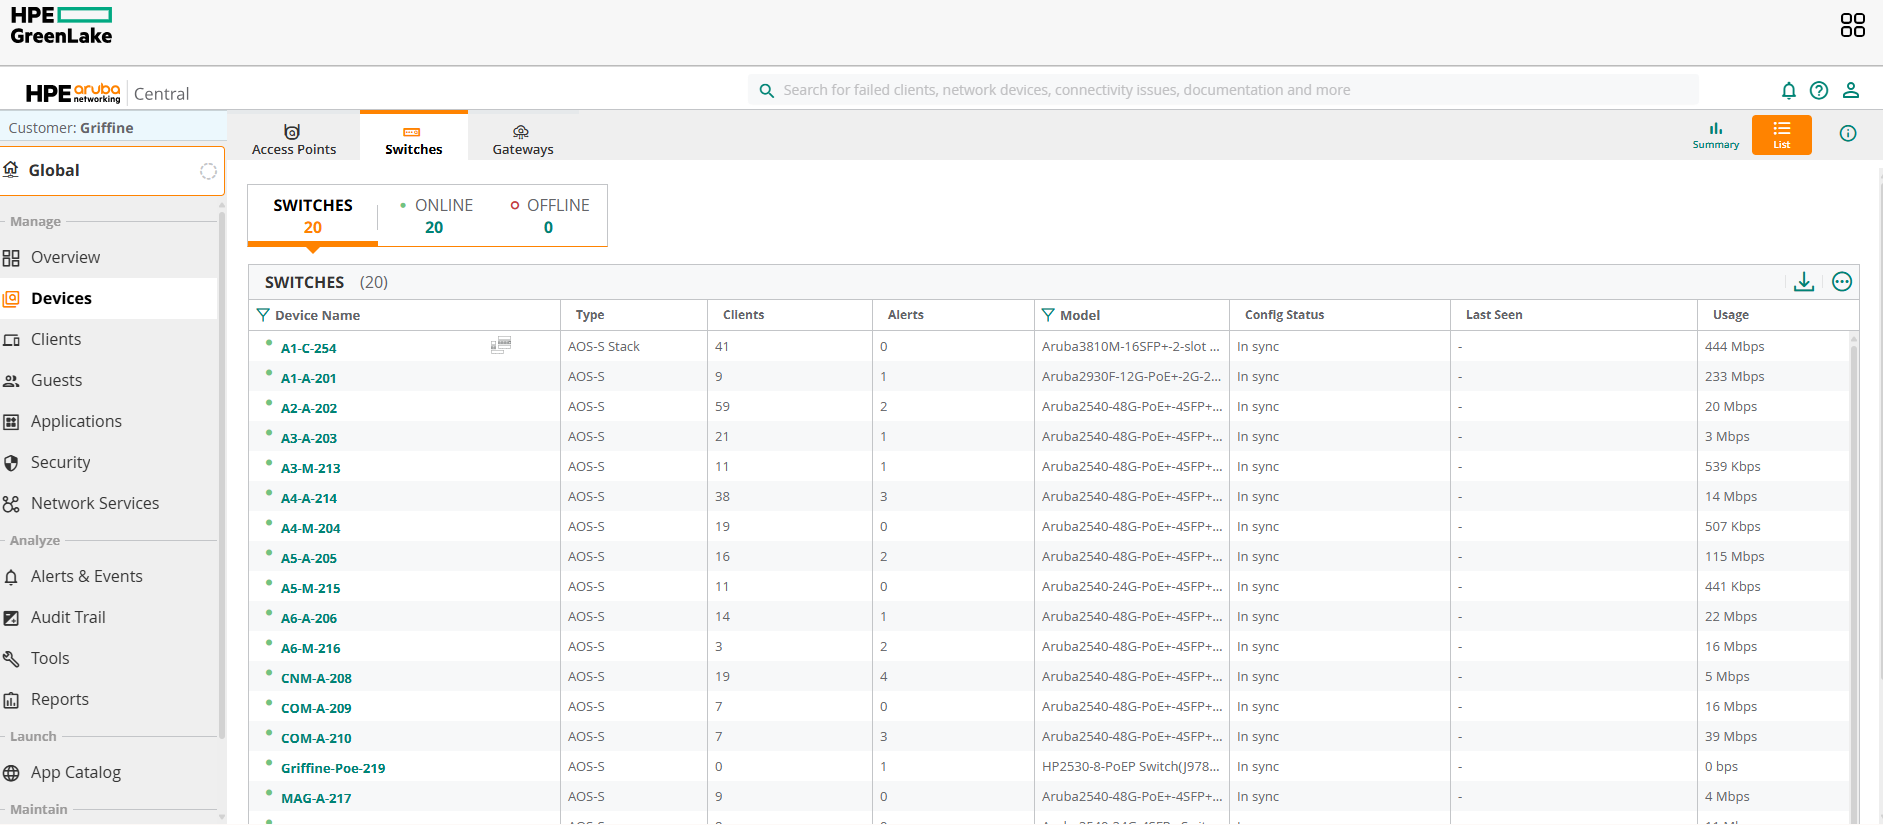 HPE
GreenLake
HPE aruba networking Central
Search for failed clients, network devices, connectivity issues, documentation and more
Customer: Griffine
Access Points
Switches
Gateways
Summary
List
Global
Manage
Overview
Devices
Clients
Guests
Applications
Security
Network Services
Analyze
Alerts & Events
Audit Trail
Tools
Reports
Launch
App Catalog
Maintain
SWITCHES ONLINE OFFLINE
20 20 0
SWITCHES (20)
Device Name Type Clients Alerts Model Config Status Last Seen Usage
A1-C-254 AOS-S Stack 41 0 Aruba3810M-16SFP+-2-slot ... In sync - 444 Mbps
A1-A-201 AOS-S 9 1 Aruba2930F-12G-PoE+-2G-2... In sync - 233 Mbps
A2-A-202 AOS-S 59 2 Aruba2540-48G-PoE+-4SFP+... In sync - 20 Mbps
A3-A-203 AOS-S 21 1 Aruba2540-48G-PoE+-4SFP+... In sync - 3 Mbps
A3-M-213 AOS-S 11 1 Aruba2540-48G-PoE+-4SFP+... In sync - 539 Kbps
A4-A-214 AOS-S 38 3 Aruba2540-48G-PoE+-4SFP+... In sync - 14 Mbps
A4-M-204 AOS-S 19 0 Aruba2540-48G-PoE+-4SFP+... In sync - 507 Kbps
A5-A-205 AOS-S 16 2 Aruba2540-48G-PoE+-4SFP+... In sync - 115 Mbps
A5-M-215 AOS-S 11 0 Aruba2540-24G-PoE+-4SFP+... In sync - 441 Kbps
A6-A-206 AOS-S 14 1 Aruba2540-48G-PoE+-4SFP+... In sync - 22 Mbps
A6-M-216 AOS-S 3 2 Aruba2540-48G-PoE+-4SFP+... In sync - 16 Mbps
CNM-A-208 AOS-S 19 4 Aruba2540-48G-PoE+-4SFP+... In sync - 5 Mbps
COM-A-209 AOS-S 7 0 Aruba2540-48G-PoE+-4SFP+... In sync - 16 Mbps
COM-A-210 AOS-S 7 3 Aruba2540-48G-PoE+-4SFP+... In sync - 39 Mbps
Griffine-Poe-219 AOS-S 0 1 HP2530-8-PoEP Switch(J978... In sync - 0 bps
MAG-A-217 AOS-S 9 0 Aruba2540-48G-PoE+-4SFP+... In sync - 4 Mbps